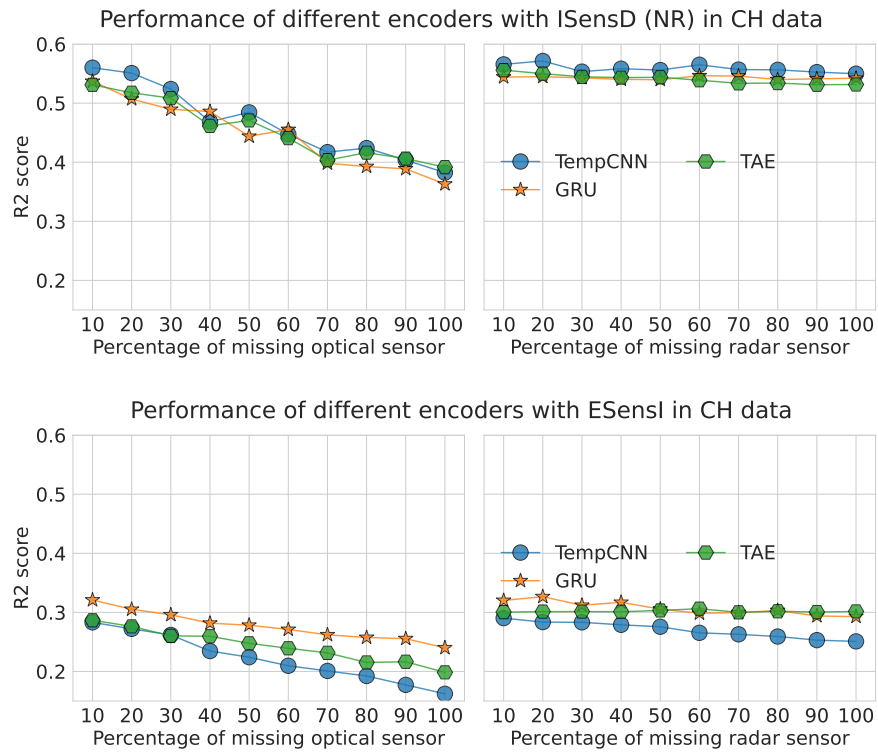 Performance of different encoders with ISensD (NR) in CH data
R2 score
0.6
0.5
0.4
0.3
0.2
TempCNN
GRU
TAE
10 20 30 40 50 60 70 80 90 100
10 20 30 40 50 60 70 80 90 100
Percentage of missing optical sensor
Percentage of missing radar sensor
Performance of different encoders with ESensI in CH data
R2 score
0.6
0.5
0.4
0.3
0.2
TempCNN
GRU
TAE
10 20 30 40 50 60 70 80 90 100
10 20 30 40 50 60 70 80 90 100
Percentage of missing optical sensor
Percentage of missing radar sensor